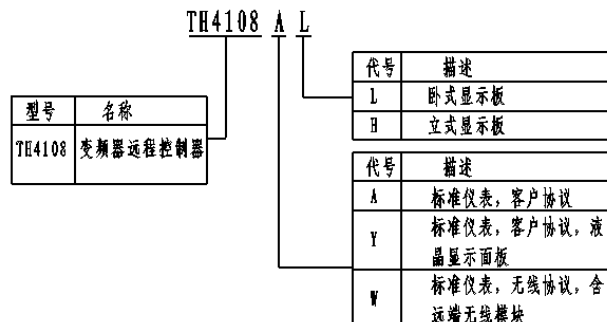 TH4108 A L
代号 描述
L 卧式显示板
H 立式显示板
型号 名称
TH4108 变频器远程控制器
代号 描述
A 标准仪表，客户协议
Y 标准仪表，客户协议，液
晶显示面板
W 标准仪表，无线协议，含
远端无线模块